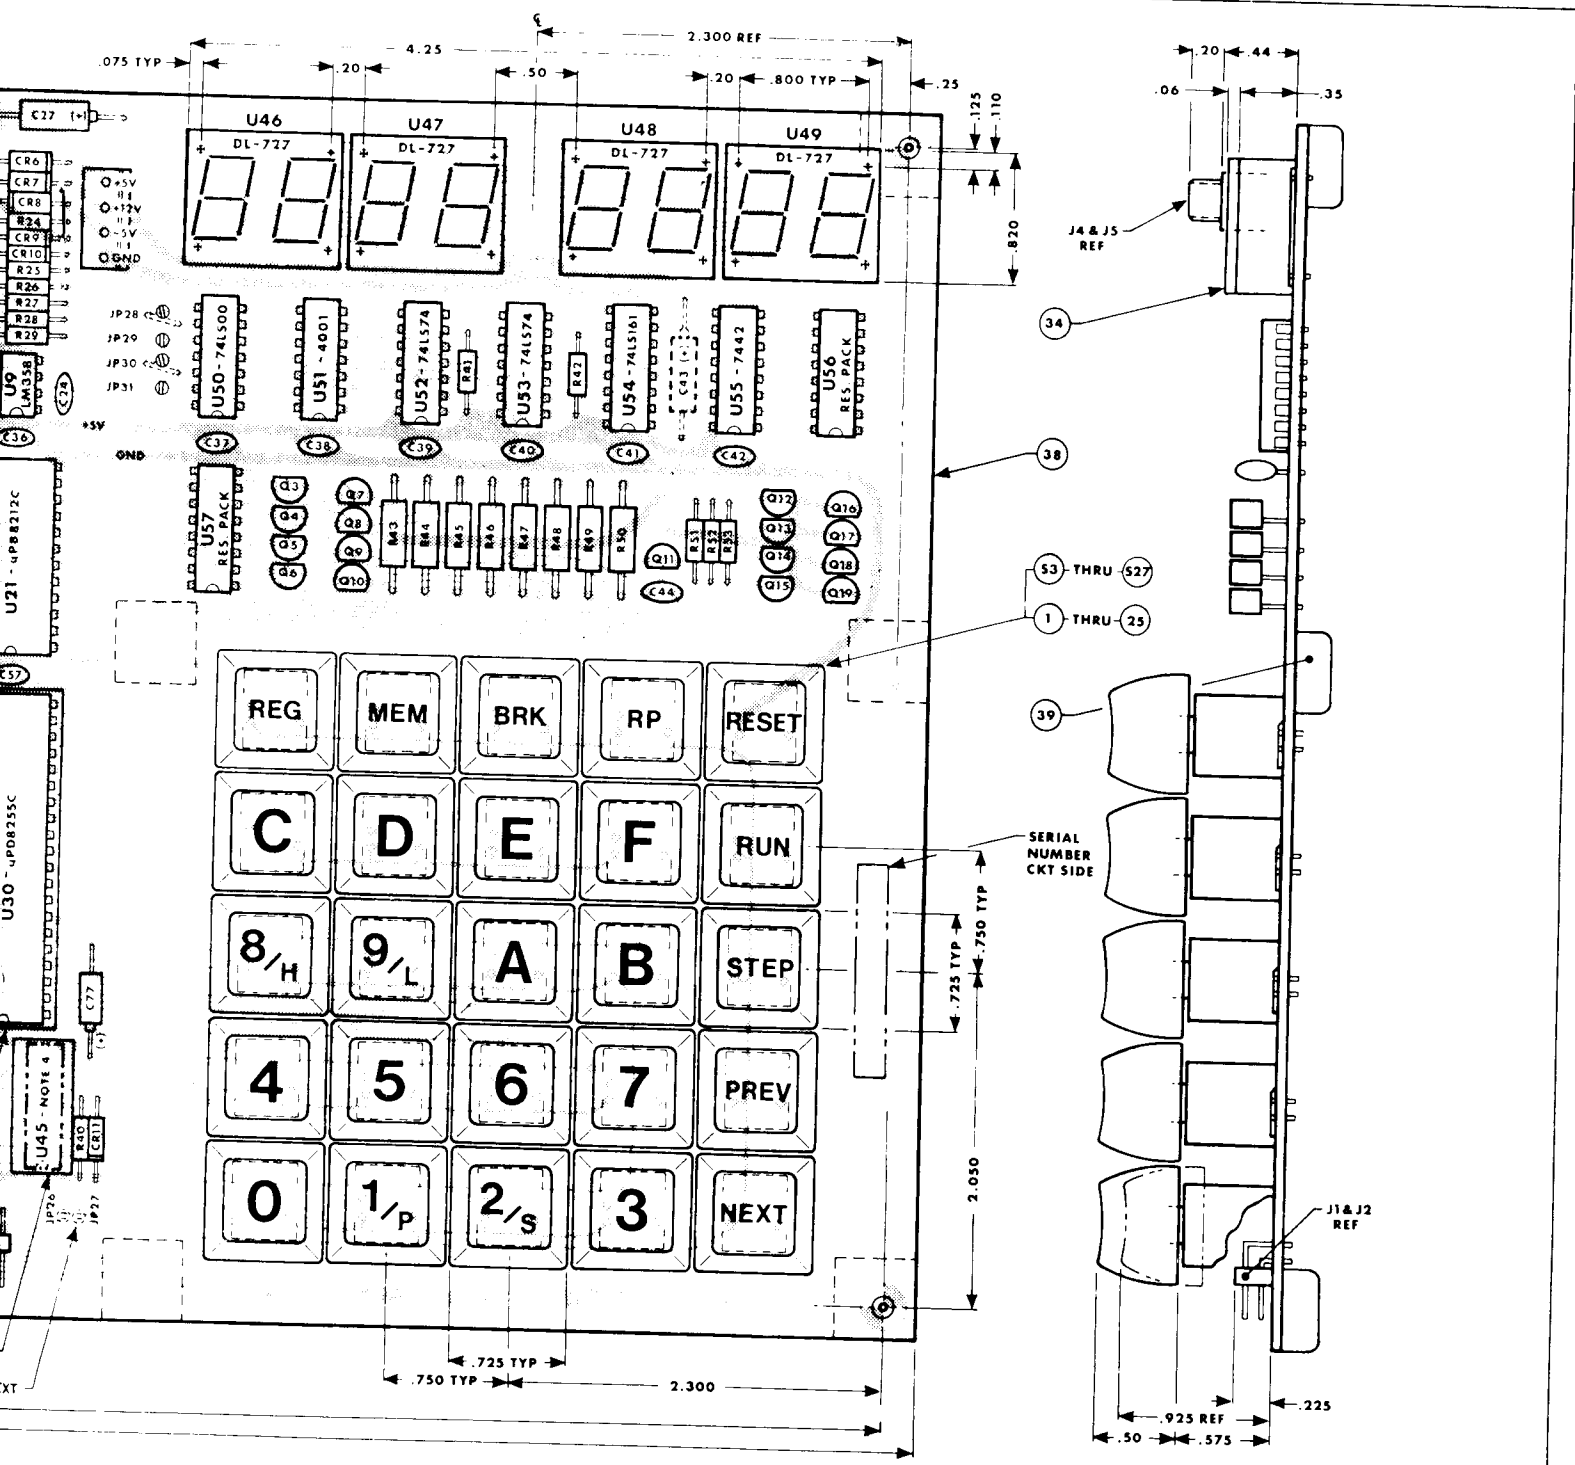 ℄
2.300 REF
4.25
.075 TYP
.20
.50
.20
.800 TYP
.25
.125
.110
.820
.20
.44
.06
.35
C27 (+)
U46
U47
U48
U49
DL-727
DL-727
DL-727
DL-727
CR6
CR7
CR8
R24
CR9
CR10
R25
R26
R27
R28
R29
+5V
+12V
-5V
GND
J4 & J5
REF
34
JP28
JP29
JP30
JP31
U9
LM358
C24
U50-74LS00
U51-4001
U52-74LS74
R41
U53-74LS74
R42
U54-74LS161
C43 (+)
U55-7442
U56
RES. PACK
C36
+5V
GND
C37
C38
C39
C40
C41
C42
38
U21-uPB8212C
U57
RES. PACK
Q3
Q4
Q5
Q6
Q7
Q8
Q9
Q10
R43
R44
R45
R46
R47
R48
R49
R50
Q11
C44
R51
R52
R53
Q12
Q13
Q14
Q15
Q16
Q17
Q18
Q19
S3 THRU S27
1 THRU 25
C57
REG
MEM
BRK
RP
RESET
39
C
D
E
F
RUN
SERIAL
NUMBER
CKT SIDE
U30-uPD8255C
8/H
9/L
A
B
STEP
.725 TYP
.750 TYP
C77
(+)
4
5
6
7
PREV
U45-NOTE 4
R40
CR11
JP26
JP27
0
1/P
2/S
3
NEXT
2.050
J1 & J2
REF
.725 TYP
.750 TYP
2.300
.225
.925 REF
.50
.575